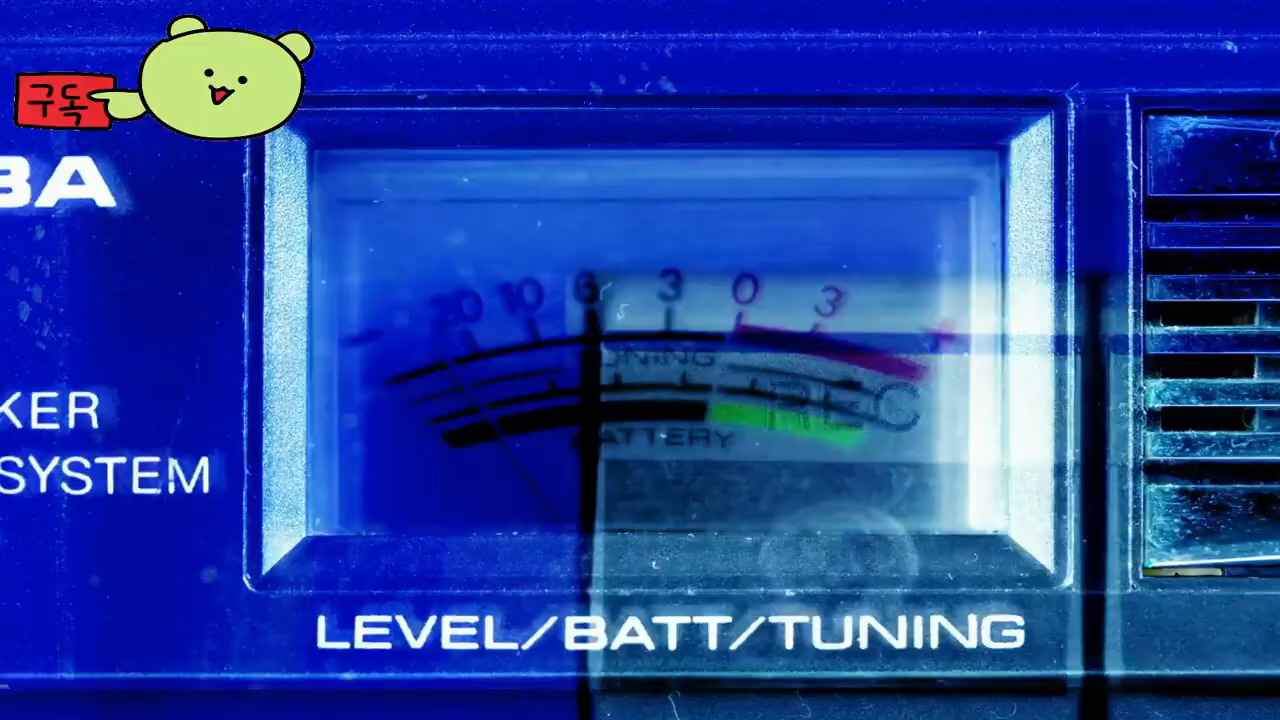 구독
BA
20 10 6 3 0 3 +
TUNING
REC
BATTERY
KER
SYSTEM
LEVEL/BATT/TUNING